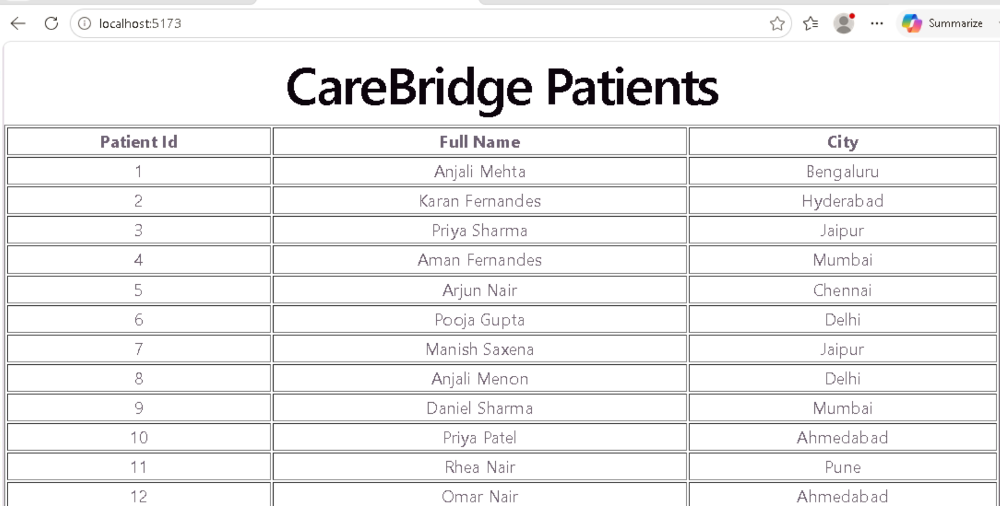 localhost:5173
Summarize
CareBridge Patients
Patient Id Full Name City
1 Anjali Mehta Bengaluru
2 Karan Fernandes Hyderabad
3 Priya Sharma Jaipur
4 Aman Fernandes Mumbai
5 Arjun Nair Chennai
6 Pooja Gupta Delhi
7 Manish Saxena Jaipur
8 Anjali Menon Delhi
9 Daniel Sharma Mumbai
10 Priya Patel Ahmedabad
11 Rhea Nair Pune
12 Omar Nair Ahmedabad